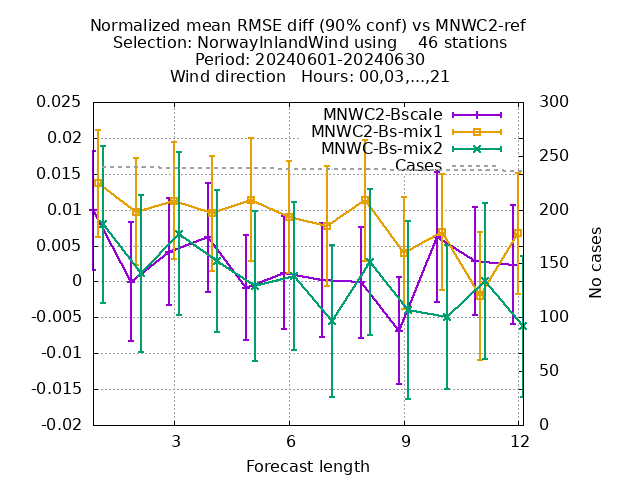 Normalized mean RMSE diff (90% conf) vs MNWC2-ref
Selection: NorwayInlandWind using    46 stations
Period: 20240601-20240630
Wind direction   Hours: 00,03,...,21
MNWC2-Bscale
MNWC2-Bs-mix1
MNWC-Bs-mix2
Cases
0.025
0.02
0.015
0.01
0.005
0
-0.005
-0.01
-0.015
-0.02
300
250
200
150
100
50
0
No cases
3 6 9 12
Forecast length